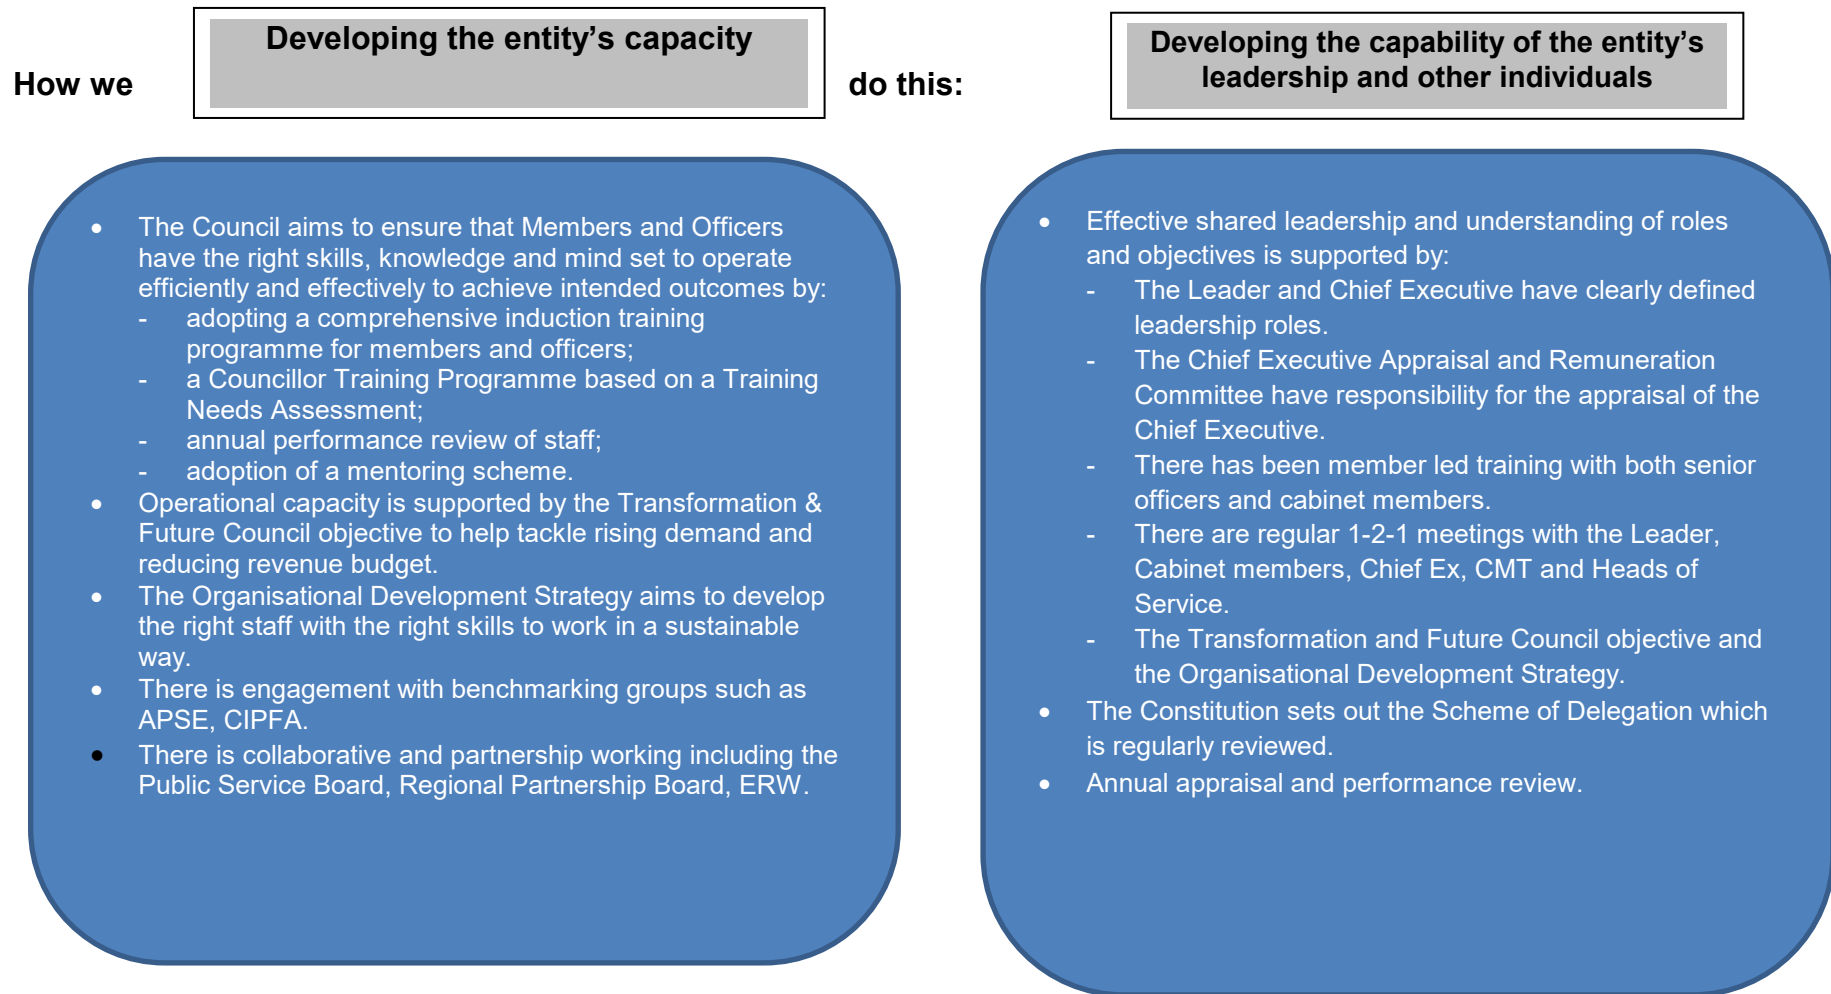 How we do this:
Developing the entity’s capacity
• The Council aims to ensure that Members and Officers
have the right skills, knowledge and mind set to operate
efficiently and effectively to achieve intended outcomes by:
- adopting a comprehensive induction training
programme for members and officers;
- a Councillor Training Programme based on a Training
Needs Assessment;
- annual performance review of staff;
- adoption of a mentoring scheme.
• Operational capacity is supported by the Transformation &
Future Council objective to help tackle rising demand and
reducing revenue budget.
• The Organisational Development Strategy aims to develop
the right staff with the right skills to work in a sustainable
way.
• There is engagement with benchmarking groups such as
APSE, CIPFA.
• There is collaborative and partnership working including the
Public Service Board, Regional Partnership Board, ERW.
Developing the capability of the entity’s
leadership and other individuals
• Effective shared leadership and understanding of roles
and objectives is supported by:
- The Leader and Chief Executive have clearly defined
leadership roles.
- The Chief Executive Appraisal and Remuneration
Committee have responsibility for the appraisal of the
Chief Executive.
- There has been member led training with both senior
officers and cabinet members.
- There are regular 1-2-1 meetings with the Leader,
Cabinet members, Chief Ex, CMT and Heads of
Service.
- The Transformation and Future Council objective and
the Organisational Development Strategy.
• The Constitution sets out the Scheme of Delegation which
is regularly reviewed.
• Annual appraisal and performance review.